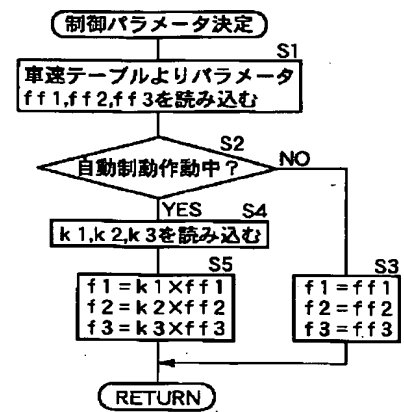 制御パラメータ決定
S1
車速テーブルよりパラメータ
ff1,ff2,ff3を読み込む
S2
自動制動作動中？
NO
YES
S4
k1,k2,k3を読み込む
S5
f1=k1×ff1
f2=k2×ff2
f3=k3×ff3
S3
f1=ff1
f2=ff2
f3=ff3
RETURN